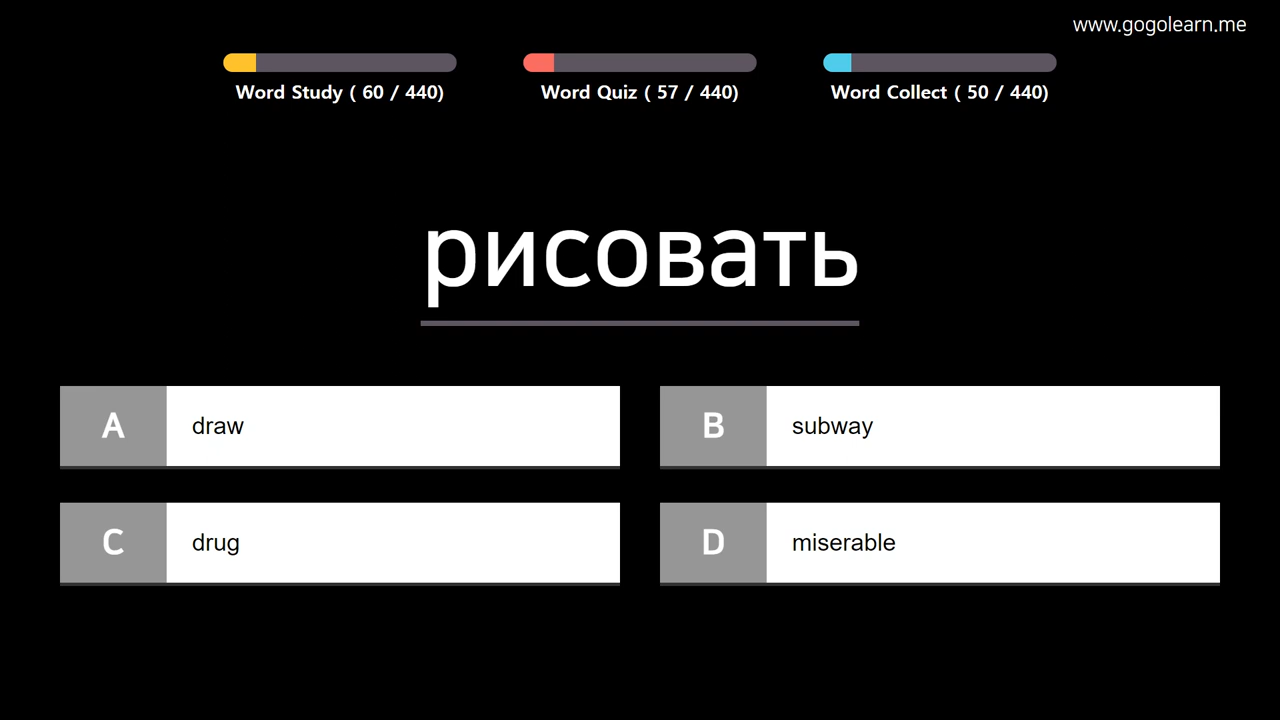 www.gogolearn.me
Word Study ( 60 / 440)
Word Quiz ( 57 / 440)
Word Collect ( 50 / 440)
рисовать
A draw
B subway
C drug
D miserable